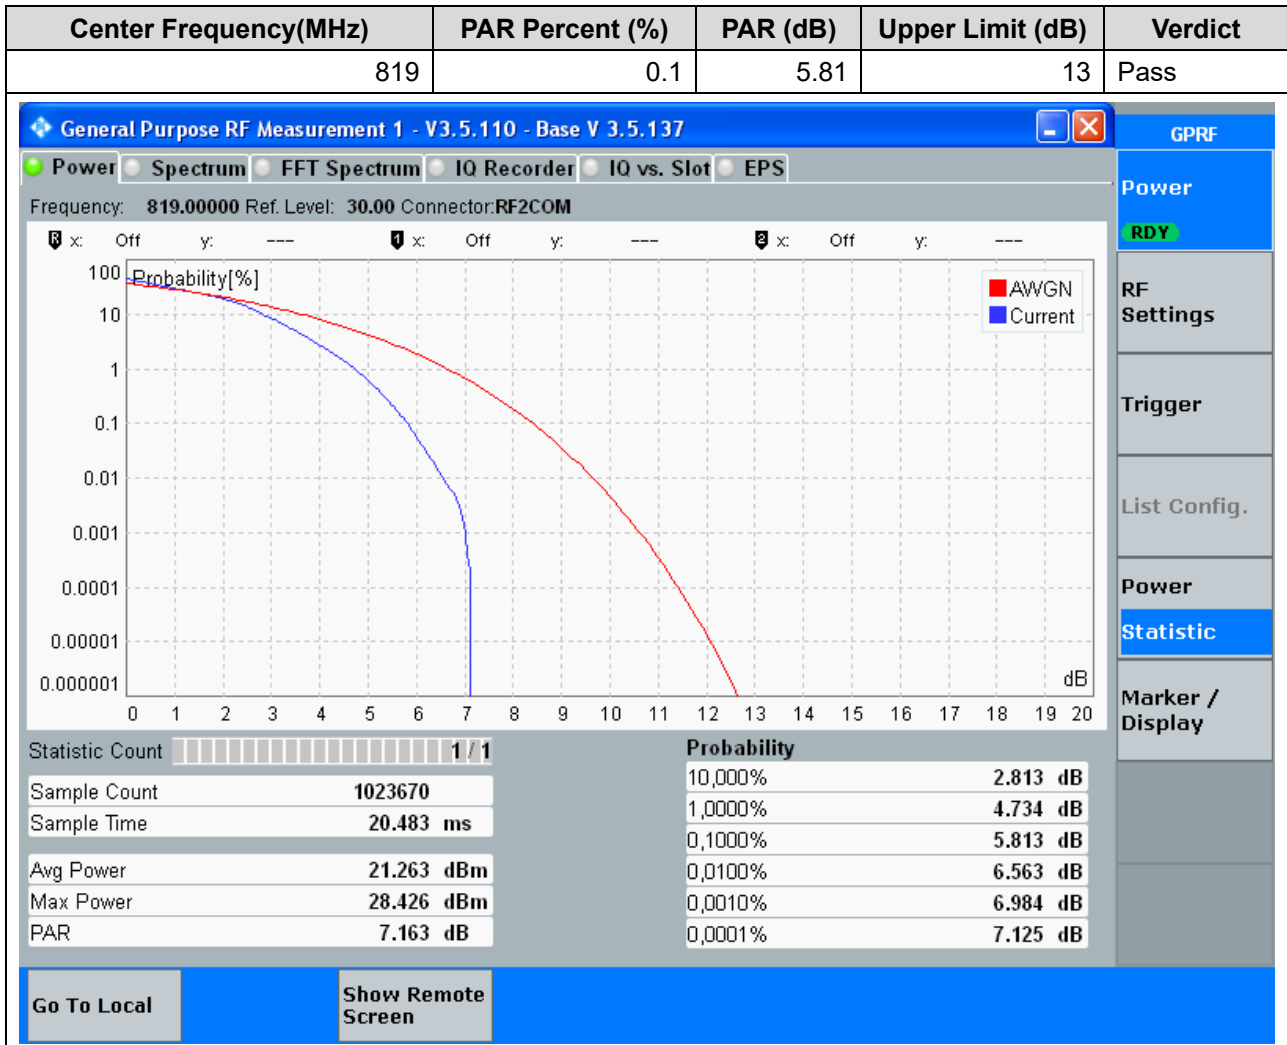 Center Frequency(MHz) PAR Percent (%) PAR (dB) Upper Limit (dB) Verdict
819 0.1 5.81 13 Pass
General Purpose RF Measurement 1 - V3.5.110 - Base V 3.5.137
GPRF
Power Spectrum FFT Spectrum IQ Recorder IQ vs. Slot EPS
Frequency: 819.00000 Ref. Level: 30.00 Connector:RF2COM
R x: Off y: --- 1 x: Off y: --- 2 x: Off y: ---
Probability[%]
100
10
1
0.1
0.01
0.001
0.0001
0.00001
0.000001
AWGN
Current
dB
0 1 2 3 4 5 6 7 8 9 10 11 12 13 14 15 16 17 18 19 20
Statistic Count 1 / 1
Sample Count 1023670
Sample Time 20.483 ms
Avg Power 21.263 dBm
Max Power 28.426 dBm
PAR 7.163 dB
Probability
10,000% 2.813 dB
1,0000% 4.734 dB
0,1000% 5.813 dB
0,0100% 6.563 dB
0,0010% 6.984 dB
0,0001% 7.125 dB
Power
RDY
RF
Settings
Trigger
List Config.
Power
Statistic
Marker /
Display
Go To Local
Show Remote
Screen